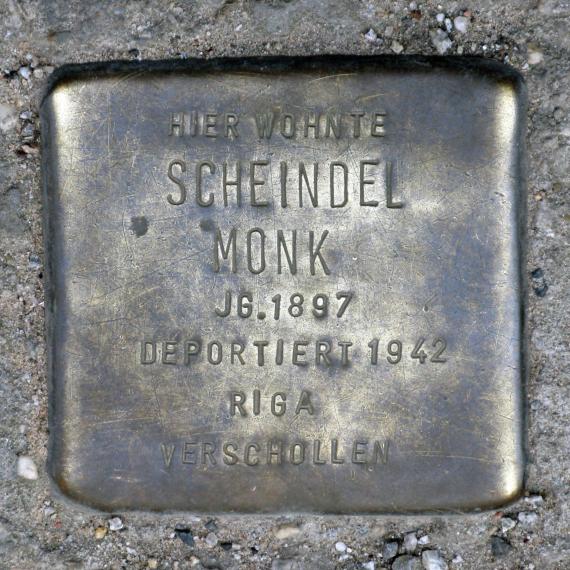 HIER WOHNTE
SCHEINDEL
MONK
JG.1897
DEPORTIERT 1942
RIGA
VERSCHOLLEN